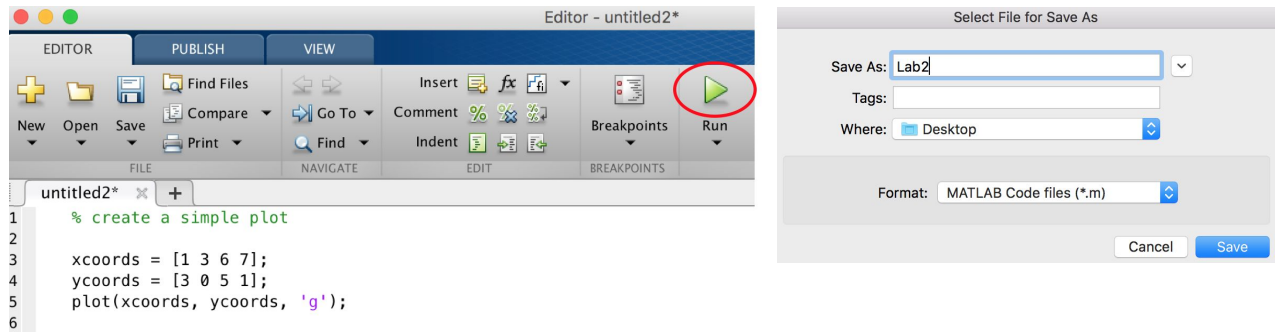 Editor - untitled2*
EDITOR PUBLISH VIEW
New Open Save
Find Files
Compare
Print
FILE
Go To
Find
NAVIGATE
Insert fx fi
Comment % % %
Indent
EDIT
Breakpoints
BREAKPOINTS
Run
untitled2* × +
1 % create a simple plot
2
3 xcoords = [1 3 6 7];
4 ycoords = [3 0 5 1];
5 plot(xcoords, ycoords, 'g');
6
Select File for Save As
Save As: Lab2
Tags:
Where: Desktop
Format: MATLAB Code files (*.m)
Cancel Save